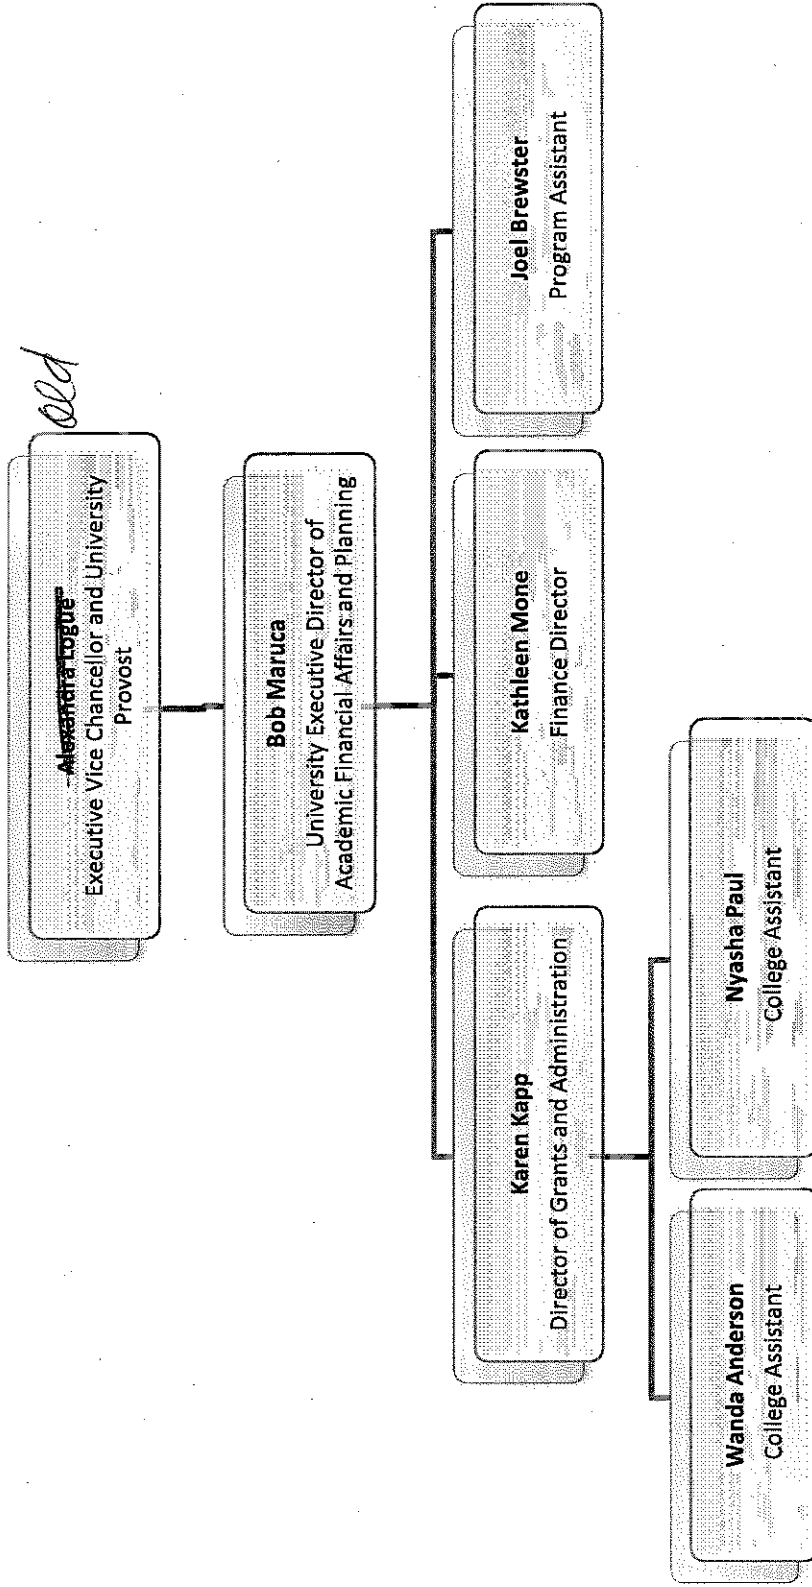 old
Alexandra Logue
Executive Vice Chancellor and University
Provost
Bob Maruca
University Executive Director of
Academic Financial Affairs and Planning
Karen Kapp
Director of Grants and Administration
Kathleen Mone
Finance Director
Joel Brewster
Program Assistant
Wanda Anderson
College Assistant
Nyasha Paul
College Assistant